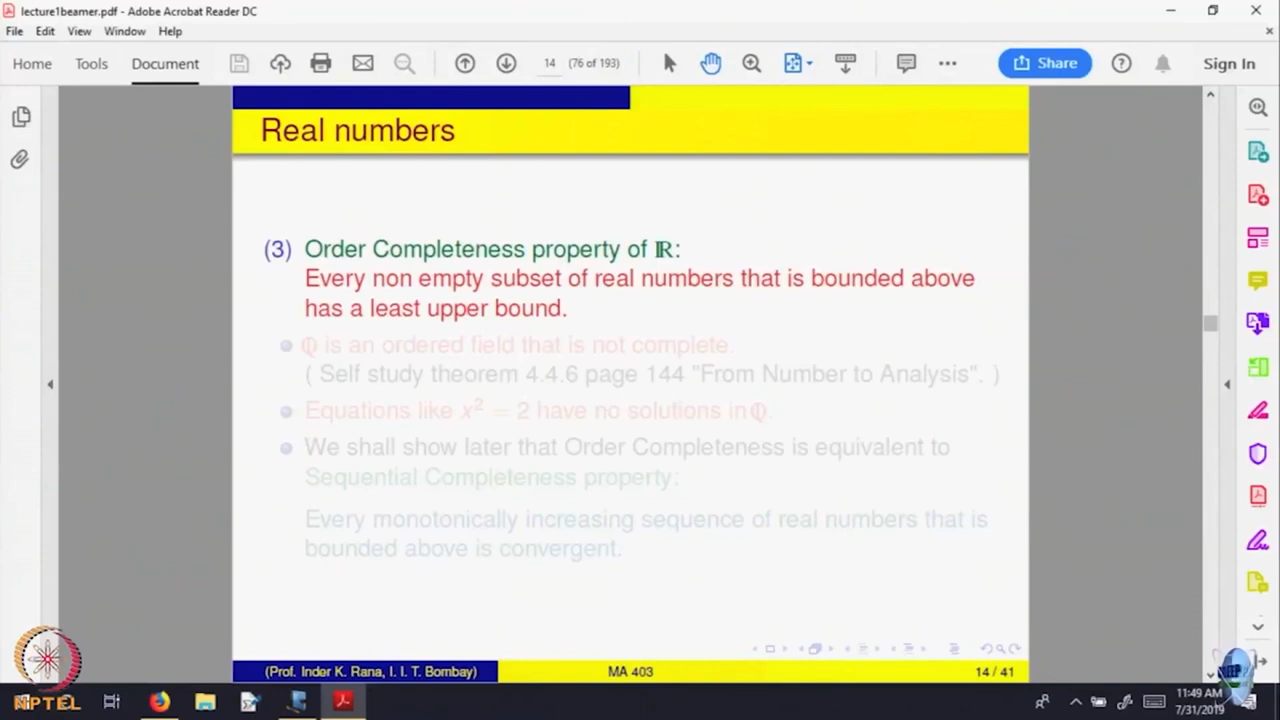 lecture1beamer.pdf - Adobe Acrobat Reader DC
File Edit View Window Help
Home Tools Document 14 (76 of 193) Share Sign In
Real numbers
(3) Order Completeness property of ℝ:
Every non empty subset of real numbers that is bounded above
has a least upper bound.
ℚ is an ordered field that is not complete.
( Self study theorem 4.4.6 page 144 "From Number to Analysis". )
Equations like x² = 2 have no solutions in ℚ.
We shall show later that Order Completeness is equivalent to
Sequential Completeness property:
Every monotonically increasing sequence of real numbers that is
bounded above is convergent.
(Prof. Inder K. Rana, I. I. T. Bombay) MA 403 14 / 41
NPTEL
11:49 AM
7/31/2019